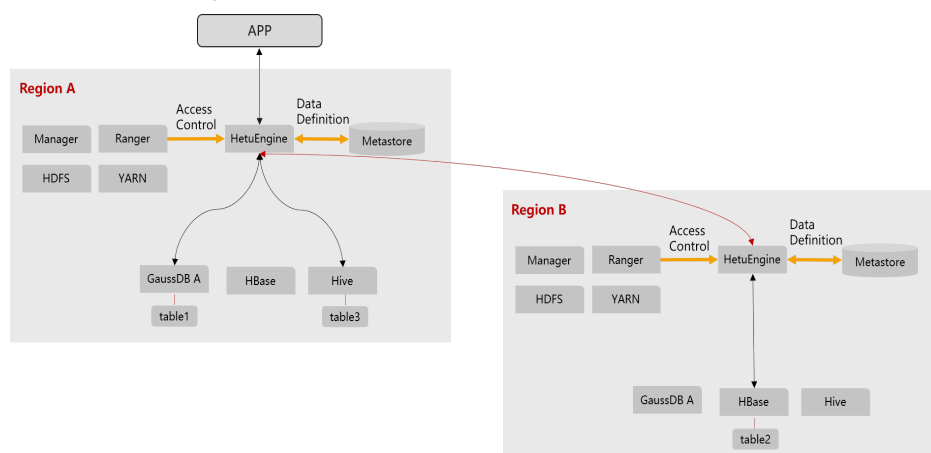 APP
Region A
Access
Control
Data
Definition
Manager
Ranger
HetuEngine
Metastore
HDFS
YARN
GaussDB A
HBase
Hive
table1
table3
Region B
Access
Control
Data
Definition
Manager
Ranger
HetuEngine
Metastore
HDFS
YARN
GaussDB A
HBase
Hive
table2